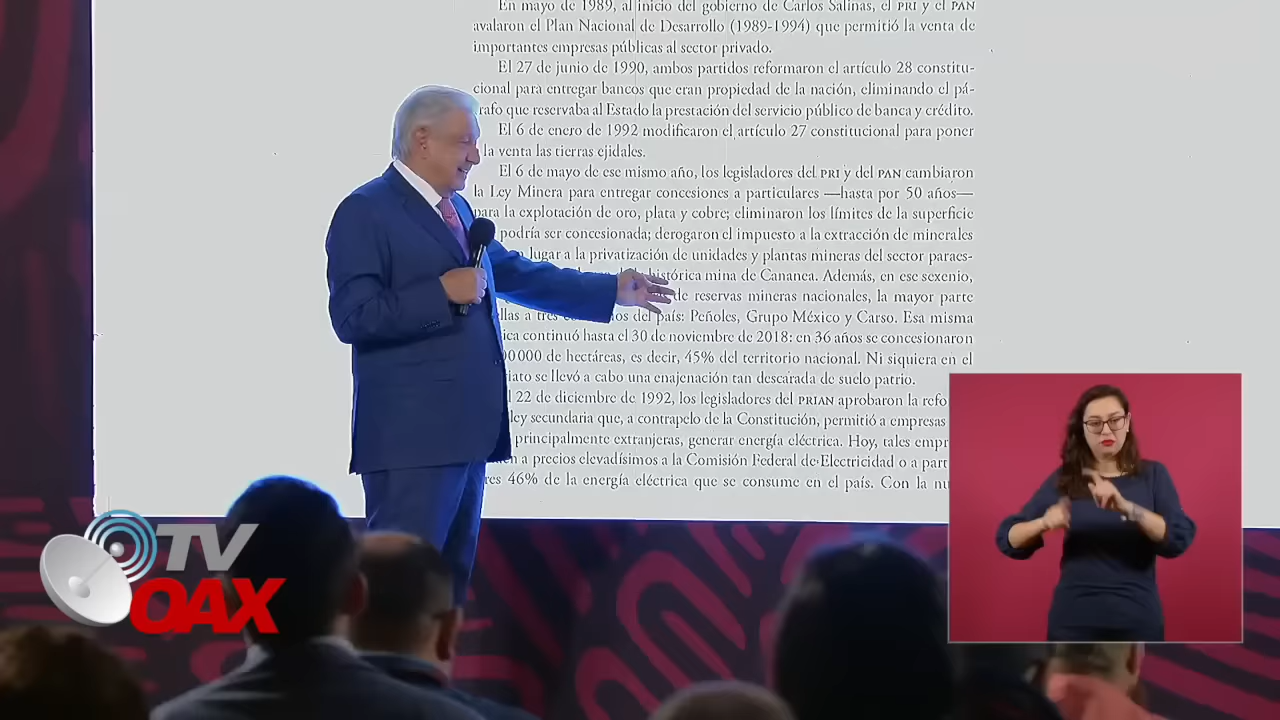 En mayo de 1989, al inicio del gobierno de Carlos Salinas, el PRI y el PAN
avalaron el Plan Nacional de Desarrollo (1989-1994) que permitió la venta de
importantes empresas públicas al sector privado.
El 27 de junio de 1990, ambos partidos reformaron el artículo 28 constitu-
cional para entregar bancos que eran propiedad de la nación, eliminando el pá-
rrafo que reservaba al Estado la prestación del servicio público de banca y crédito.
El 6 de enero de 1992 modificaron el artículo 27 constitucional para poner
la venta las tierras ejidales.
El 6 de mayo de ese mismo año, los legisladores del PRI y del PAN cambiaron
la Ley Minera para entregar concesiones a particulares —hasta por 50 años—
para la explotación de oro, plata y cobre; eliminaron los límites de la superficie
podría ser concesionada; derogaron el impuesto a la extracción de minerales
lugar a la privatización de unidades y plantas mineras del sector paraes-
histórica mina de Cananea. Además, en ese sexenio,
de reservas mineras nacionales, la mayor parte
ellas a tres del país: Peñoles, Grupo México y Carso. Esa misma
continuó hasta el 30 de noviembre de 2018: en 36 años se concesionaron
de hectáreas, es decir, 45% del territorio nacional. Ni siquiera en el
se llevó a cabo una enajenación tan descarada de suelo patrio.
22 de diciembre de 1992, los legisladores del PRIAN aprobaron la refo
ley secundaria que, a contrapelo de la Constitución, permitió a empresas
principalmente extranjeras, generar energía eléctrica. Hoy, tales empr
a precios elevadísimos a la Comisión Federal de Electricidad o a part
46% de la energía eléctrica que se consume en el país. Con la nu
TV
OAX